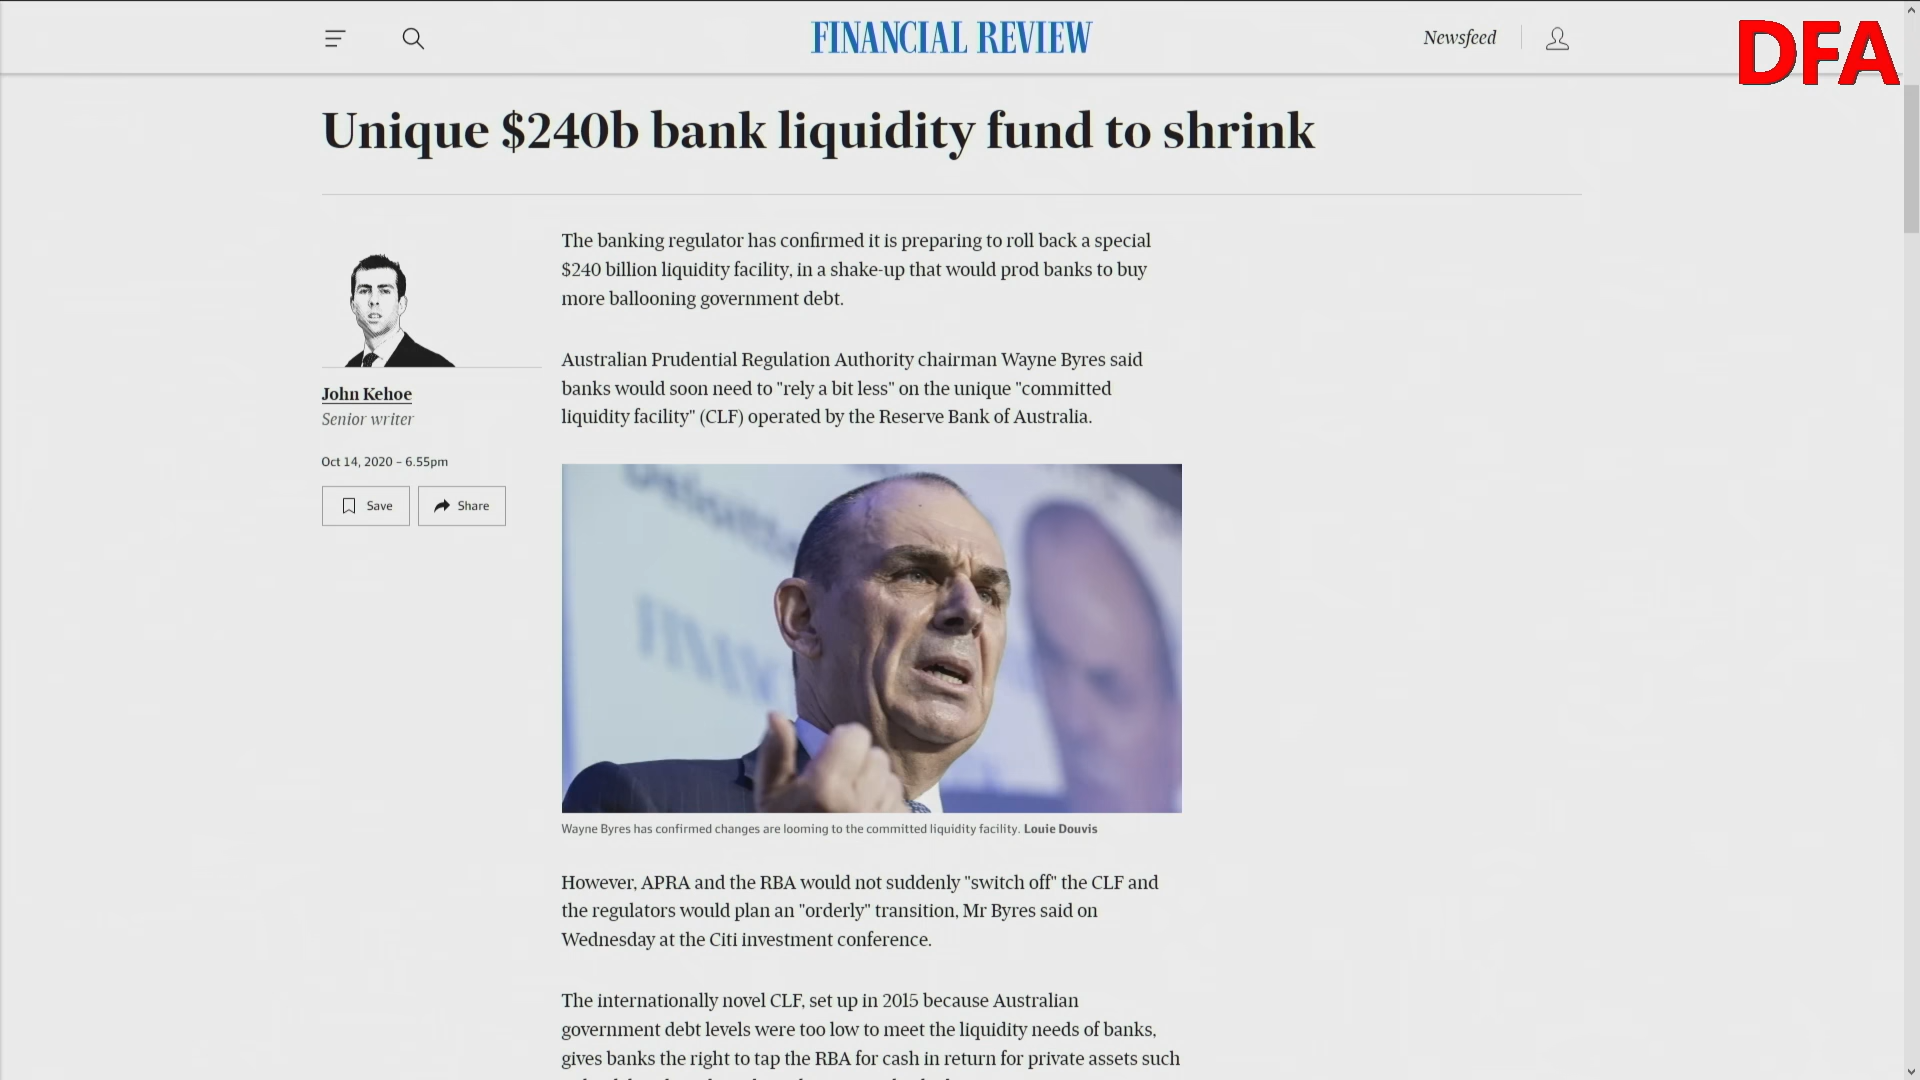 FINANCIAL REVIEW
Newsfeed
DFA
Unique $240b bank liquidity fund to shrink
John Kehoe
Senior writer
Oct 14, 2020 – 6.55pm
Save
Share
The banking regulator has confirmed it is preparing to roll back a special
$240 billion liquidity facility, in a shake-up that would prod banks to buy
more ballooning government debt.
Australian Prudential Regulation Authority chairman Wayne Byres said
banks would soon need to "rely a bit less" on the unique "committed
liquidity facility" (CLF) operated by the Reserve Bank of Australia.
Wayne Byres has confirmed changes are looming to the committed liquidity facility. Louie Douvis
However, APRA and the RBA would not suddenly "switch off" the CLF and
the regulators would plan an "orderly" transition, Mr Byres said on
Wednesday at the Citi investment conference.
The internationally novel CLF, set up in 2015 because Australian
government debt levels were too low to meet the liquidity needs of banks,
gives banks the right to tap the RBA for cash in return for private assets such